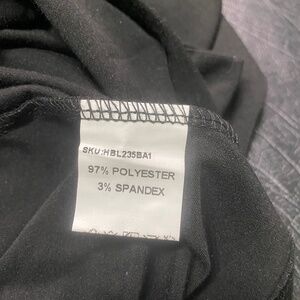 SKU:HBL235BA1
97% POLYESTER
3% SPANDEX